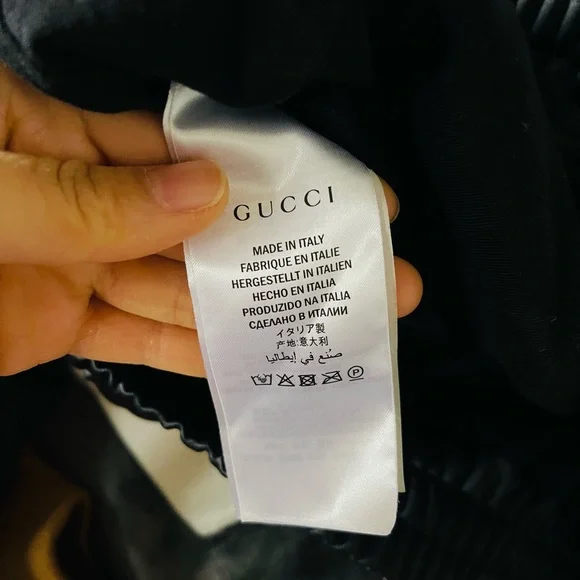 GUCCI
MADE IN ITALY
FABRIQUE EN ITALIE
HERGESTELLT IN ITALIEN
HECHO EN ITALIA
PRODUZIDO NA ITALIA
СДЕЛАНО В ИТАЛИИ
イタリア製
产地:意大利
صنع في إيطاليا
P